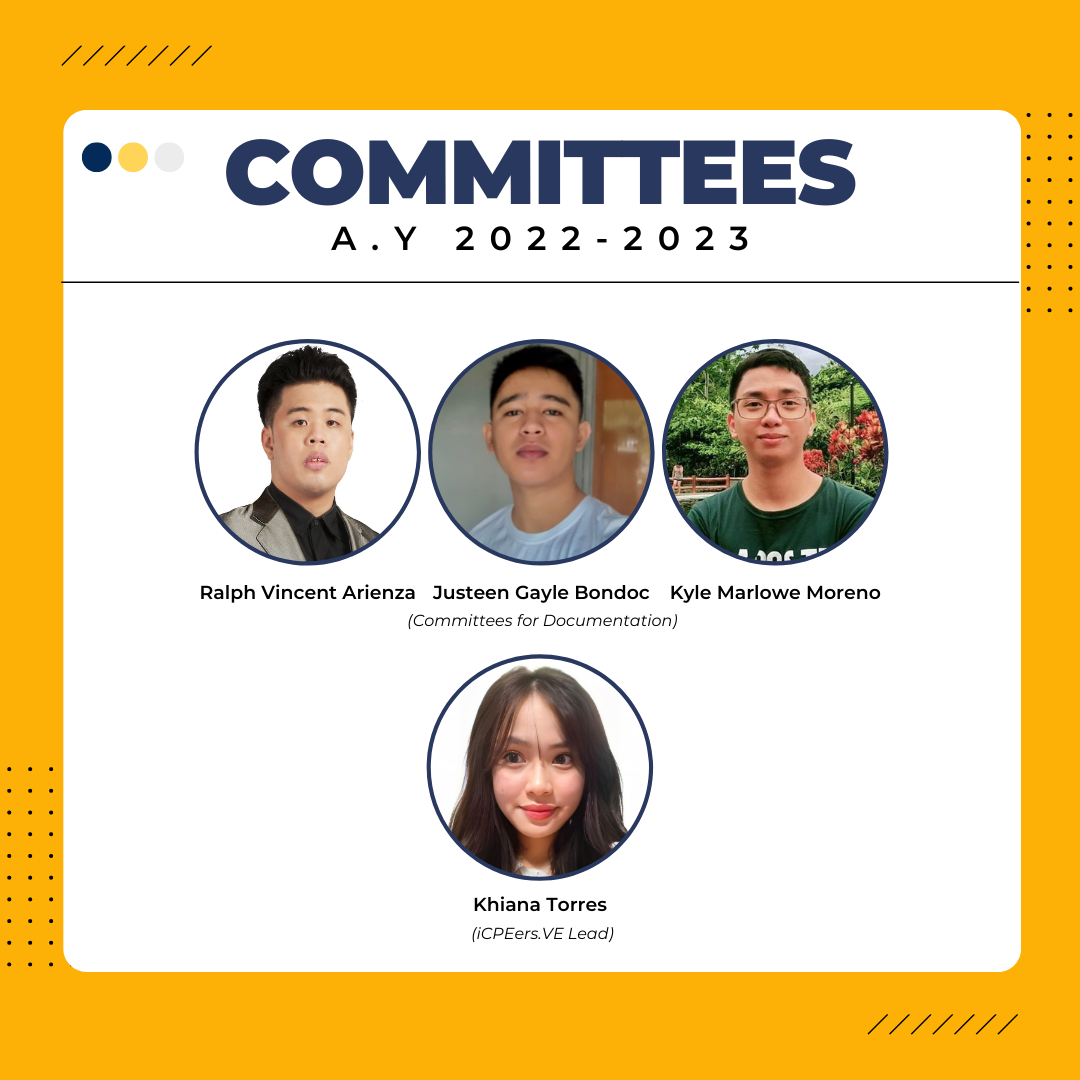 COMMITTEES
A.Y 2022-2023
Ralph Vincent Arienza Justeen Gayle Bondoc Kyle Marlowe Moreno
(Committees for Documentation)
Khiana Torres
(iCPEers.VE Lead)